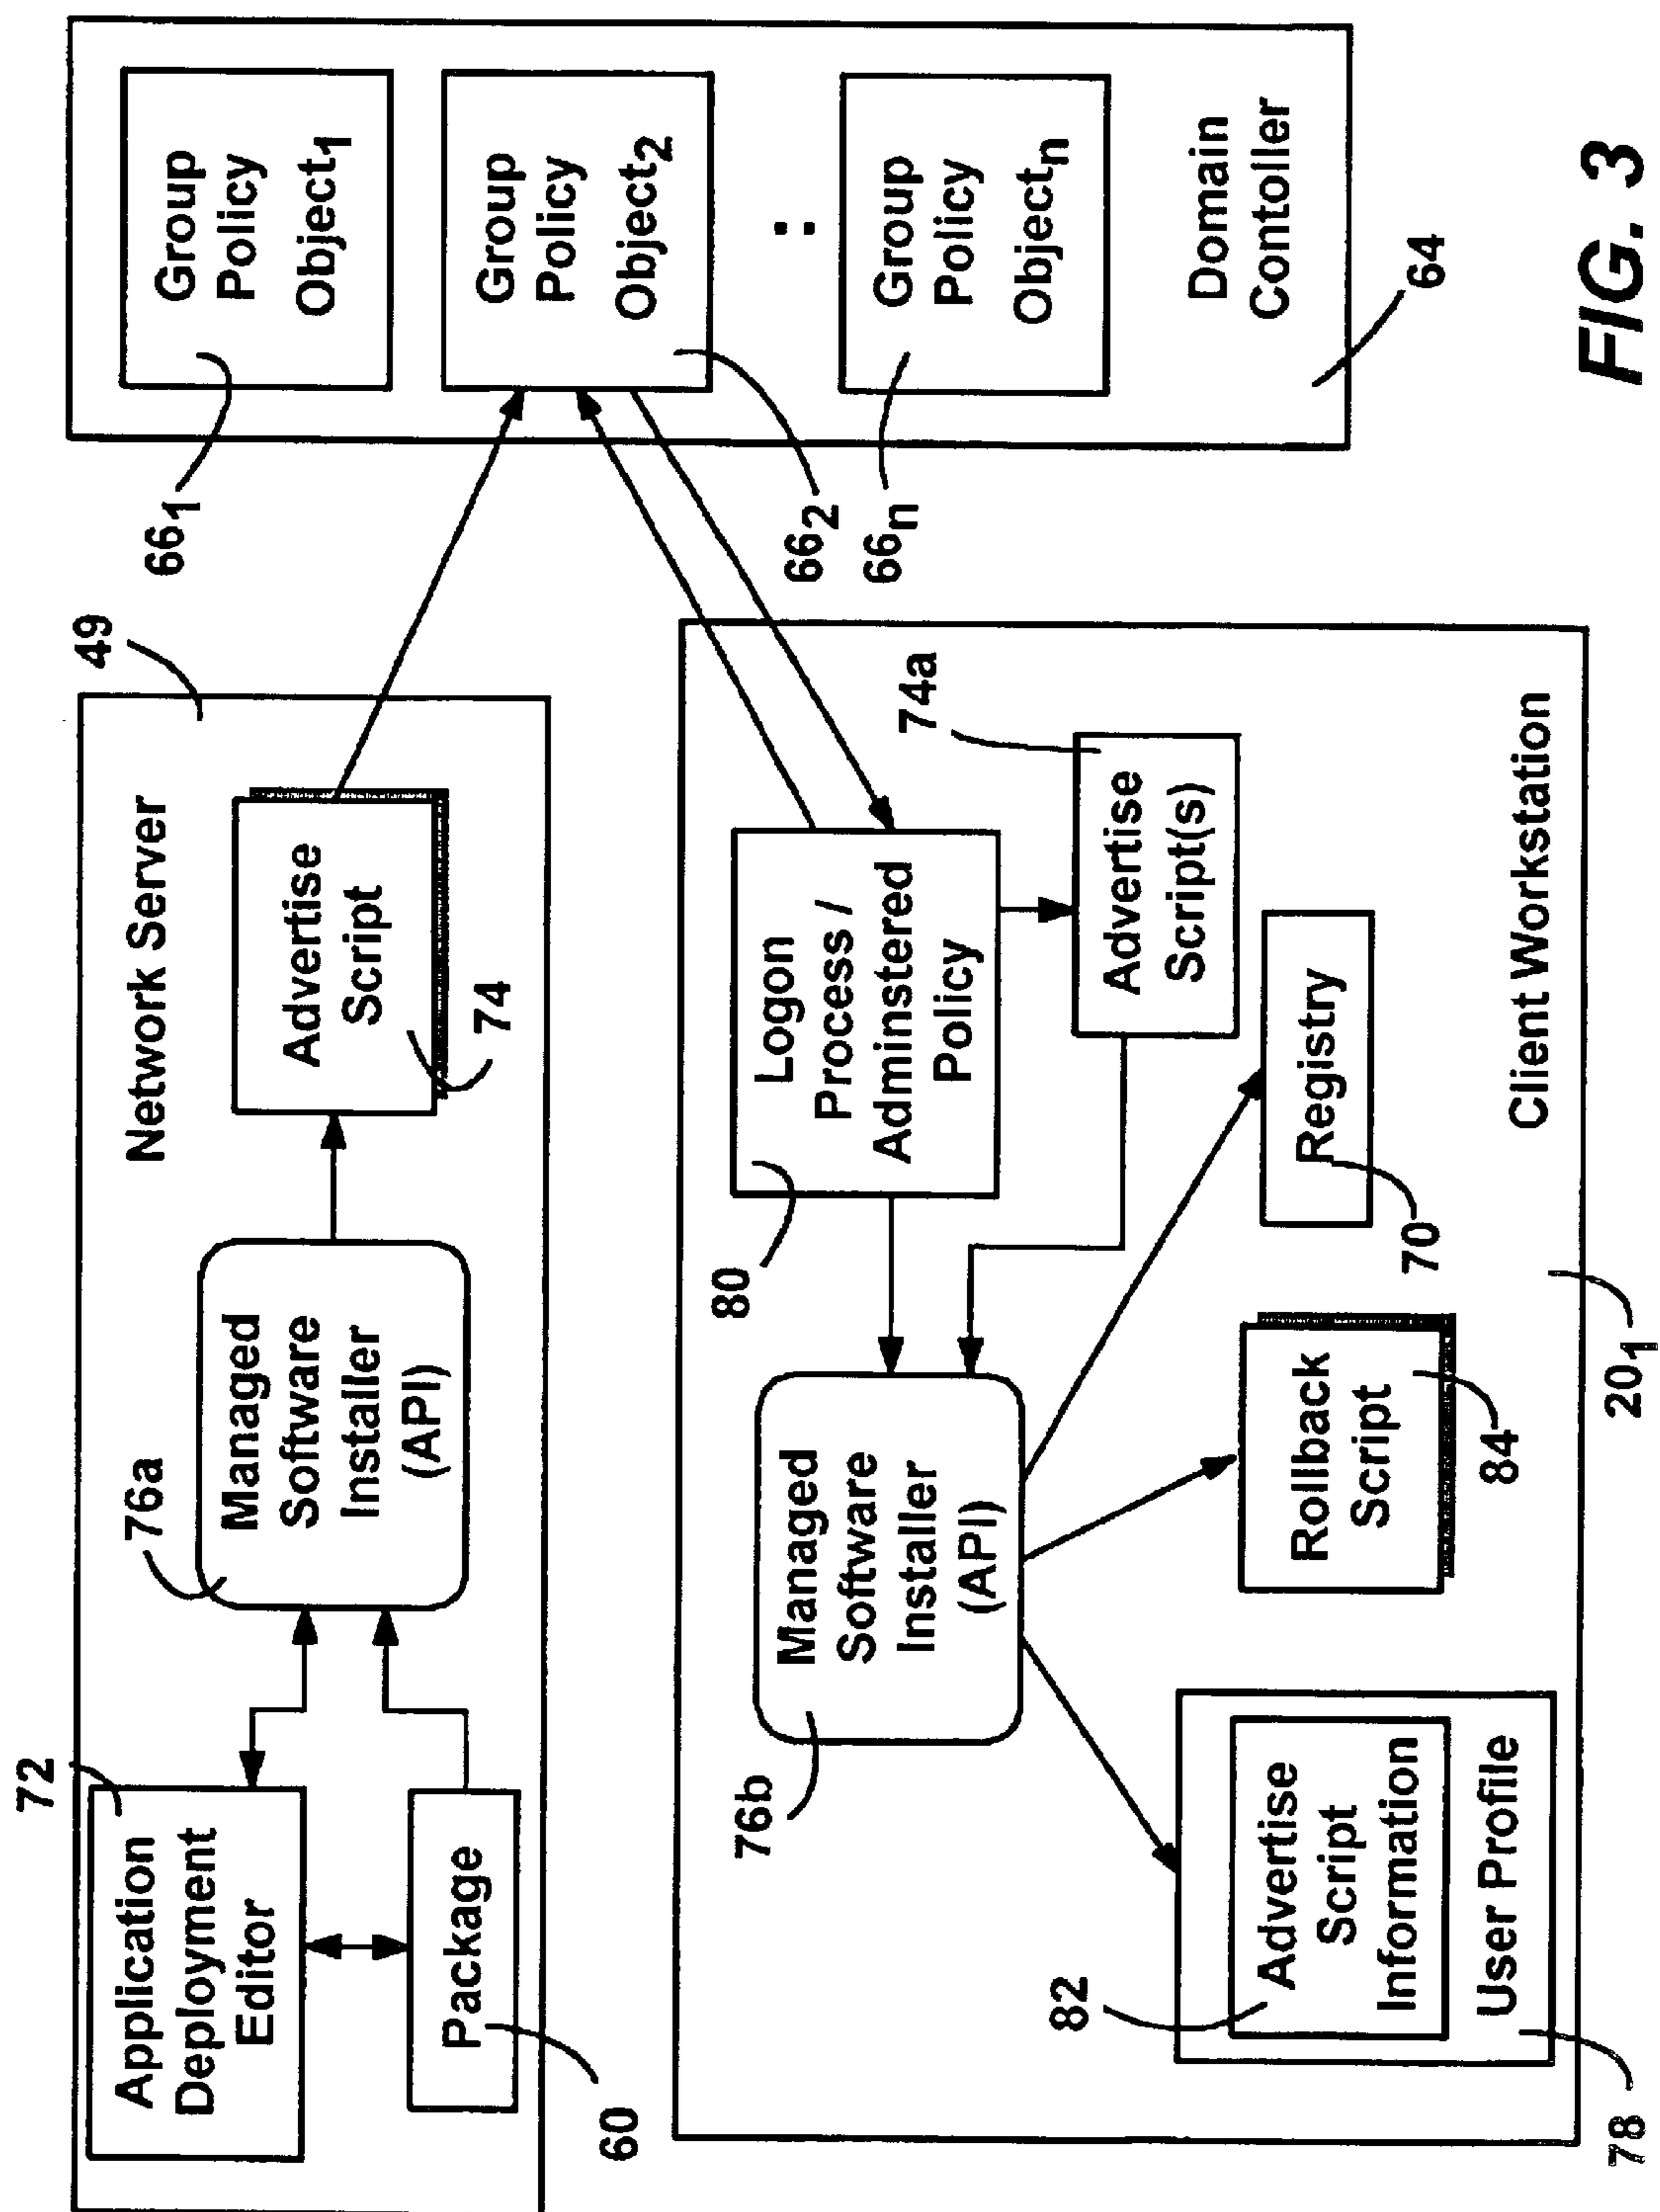 72
Application
Deployment
Editor
Package
60
76a
Managed
Software
Installer
(API)
Network Server
Advertise
Script
74
49
66₁
Group
Policy
Object₁
Group
Policy
Object₂
66₂
:
66ₙ
Group
Policy
Objectₙ
Domain
Contoller
64
80
Logon
Process /
Adminstered
Policy
74a
Advertise
Script(s)
76b
Managed
Software
Installer
(API)
82
Advertise
Script
Information
User Profile
78
Rollback
Script
84
Registry
70
Client Workstation
20₁
FIG. 3